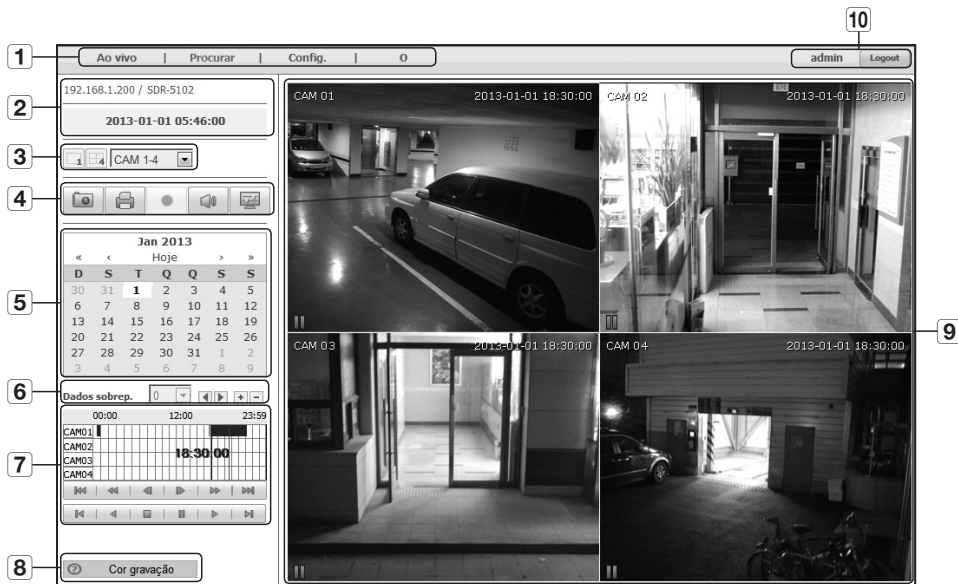 10
1
Ao vivo | Procurar | Config. | O
admin Logout
2
192.168.1.200 / SDR-5102
2013-01-01 05:46:00
3
1 4 CAM 1-4
4
5
Jan 2013
« ‹ Hoje › »
D S T Q Q S S
30 31 1 2 3 4 5
6 7 8 9 10 11 12
13 14 15 16 17 18 19
20 21 22 23 24 25 26
27 28 29 30 31 1 2
3 4 5 6 7 8 9
6
Dados sobrep. 0
+ -
7
00:00 12:00 23:59
CAM01
CAM02
18:30:00
CAM03
CAM04
8
? Cor gravação
CAM 01 2013-01-01 18:30:00
CAM 02 2013-01-01 18:30:00
9
CAM 03 2013-01-01 18:30:00
CAM 04 2013-01-01 18:30:00